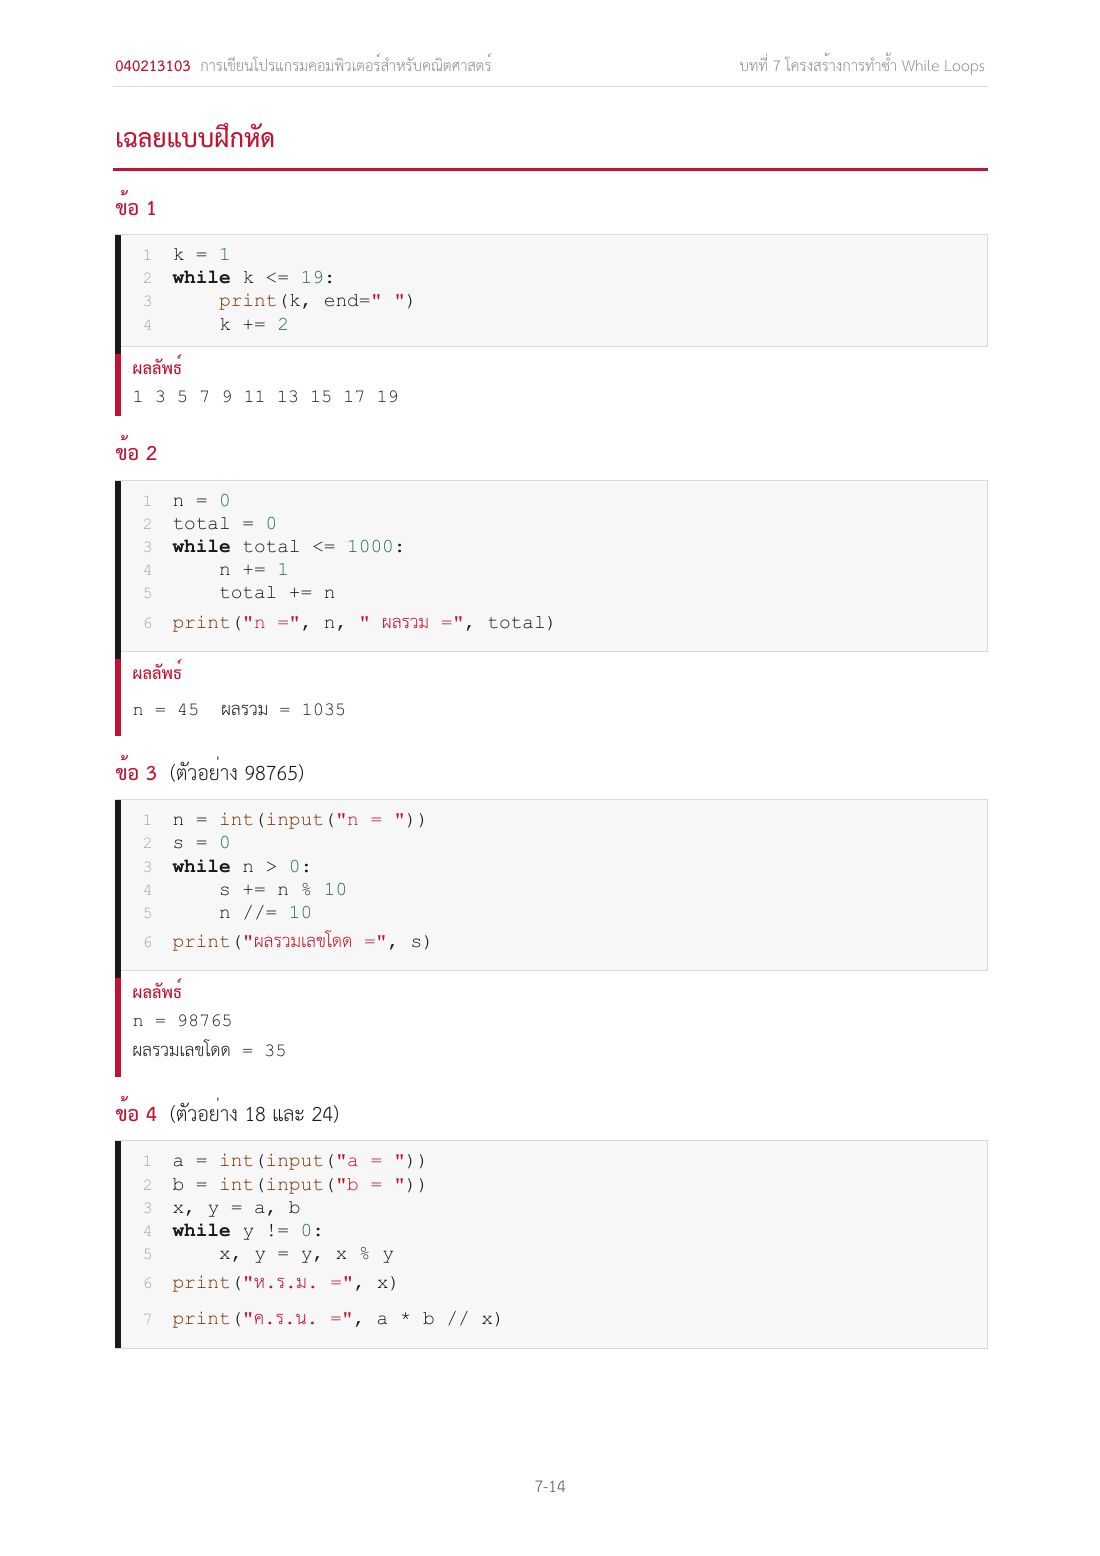 040213103 การเขียนโปรแกรมคอมพิวเตอร์สำหรับคณิตศาสตร์ บทที่ 7 โครงสร้างการทำซ้ำ While Loops
เฉลยแบบฝึกหัด
ข้อ 1
1 k = 1
2 while k <= 19:
3     print(k, end=" ")
4     k += 2
ผลลัพธ์
1 3 5 7 9 11 13 15 17 19
ข้อ 2
1 n = 0
2 total = 0
3 while total <= 1000:
4     n += 1
5     total += n
6 print("n =", n, " ผลรวม =", total)
ผลลัพธ์
n = 45  ผลรวม = 1035
ข้อ 3 (ตัวอย่าง 98765)
1 n = int(input("n = "))
2 s = 0
3 while n > 0:
4     s += n % 10
5     n //= 10
6 print("ผลรวมเลขโดด =", s)
ผลลัพธ์
n = 98765
ผลรวมเลขโดด = 35
ข้อ 4 (ตัวอย่าง 18 และ 24)
1 a = int(input("a = "))
2 b = int(input("b = "))
3 x, y = a, b
4 while y != 0:
5     x, y = y, x % y
6 print("ห.ร.ม. =", x)
7 print("ค.ร.น. =", a * b // x)
7-14